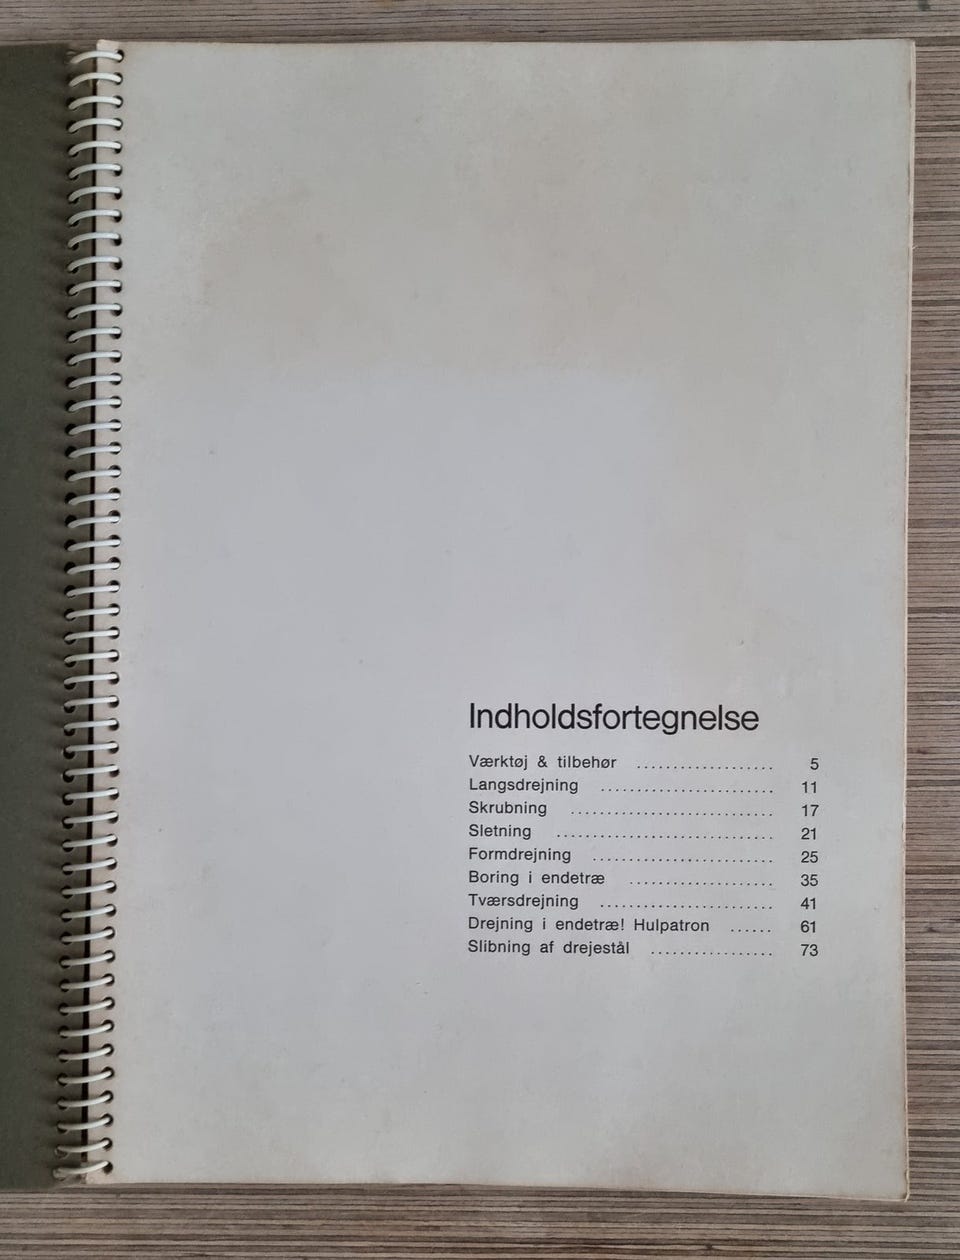 Indholdsfortegnelse
Værktøj & tilbehør ................... 5
Langsdrejning ........................ 11
Skrubning ............................ 17
Sletning .............................. 21
Formdrejning ......................... 25
Boring i endetræ .................... 35
Tværsdrejning ........................ 41
Drejning i endetræ! Hulpatron ...... 61
Slibning af drejestål ................. 73